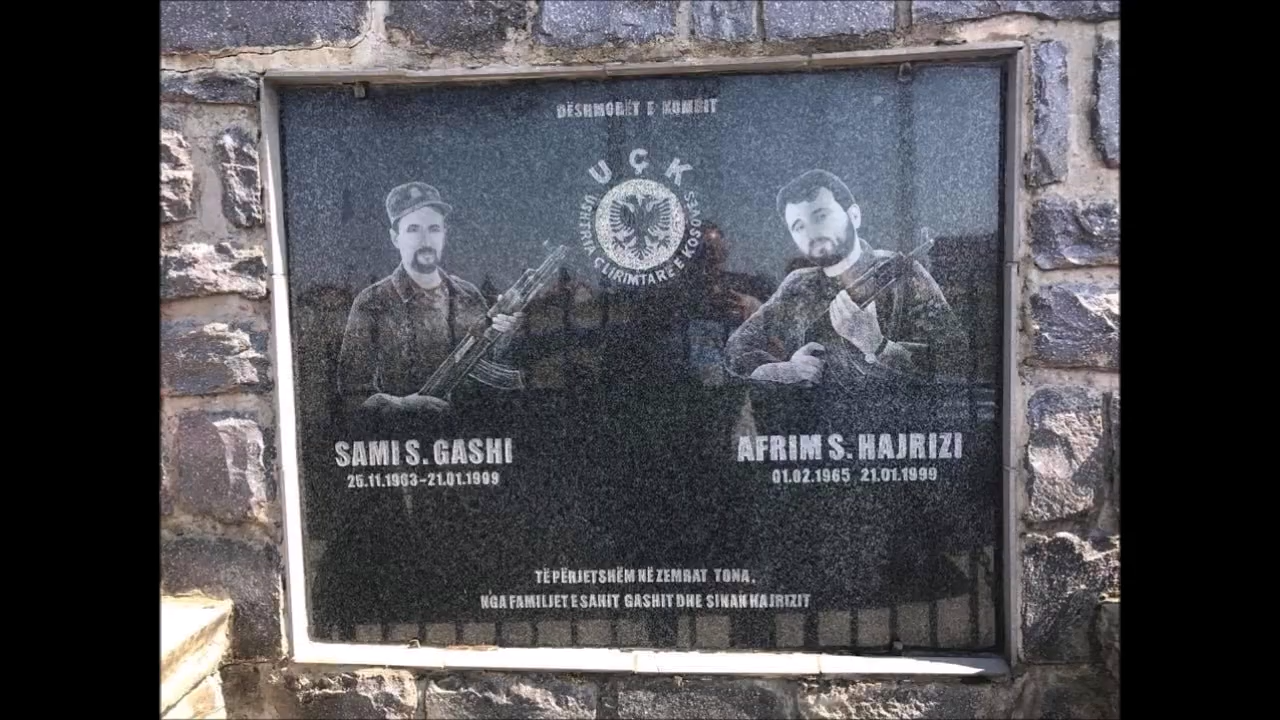 DËSHMORËT E KOMBIT
UÇK
USHTRIA ÇLIRIMTARE E KOSOVËS
SAMI S. GASHI
25.11.1963-21.01.1999
AFRIM S. HAJRIZI
01.02.1965 21.01.1999
TË PËRJETSHËM NË ZEMRAT TONA.
NGA FAMILJET E SAHIT GASHIT DHE SINAN HAJRIZIT